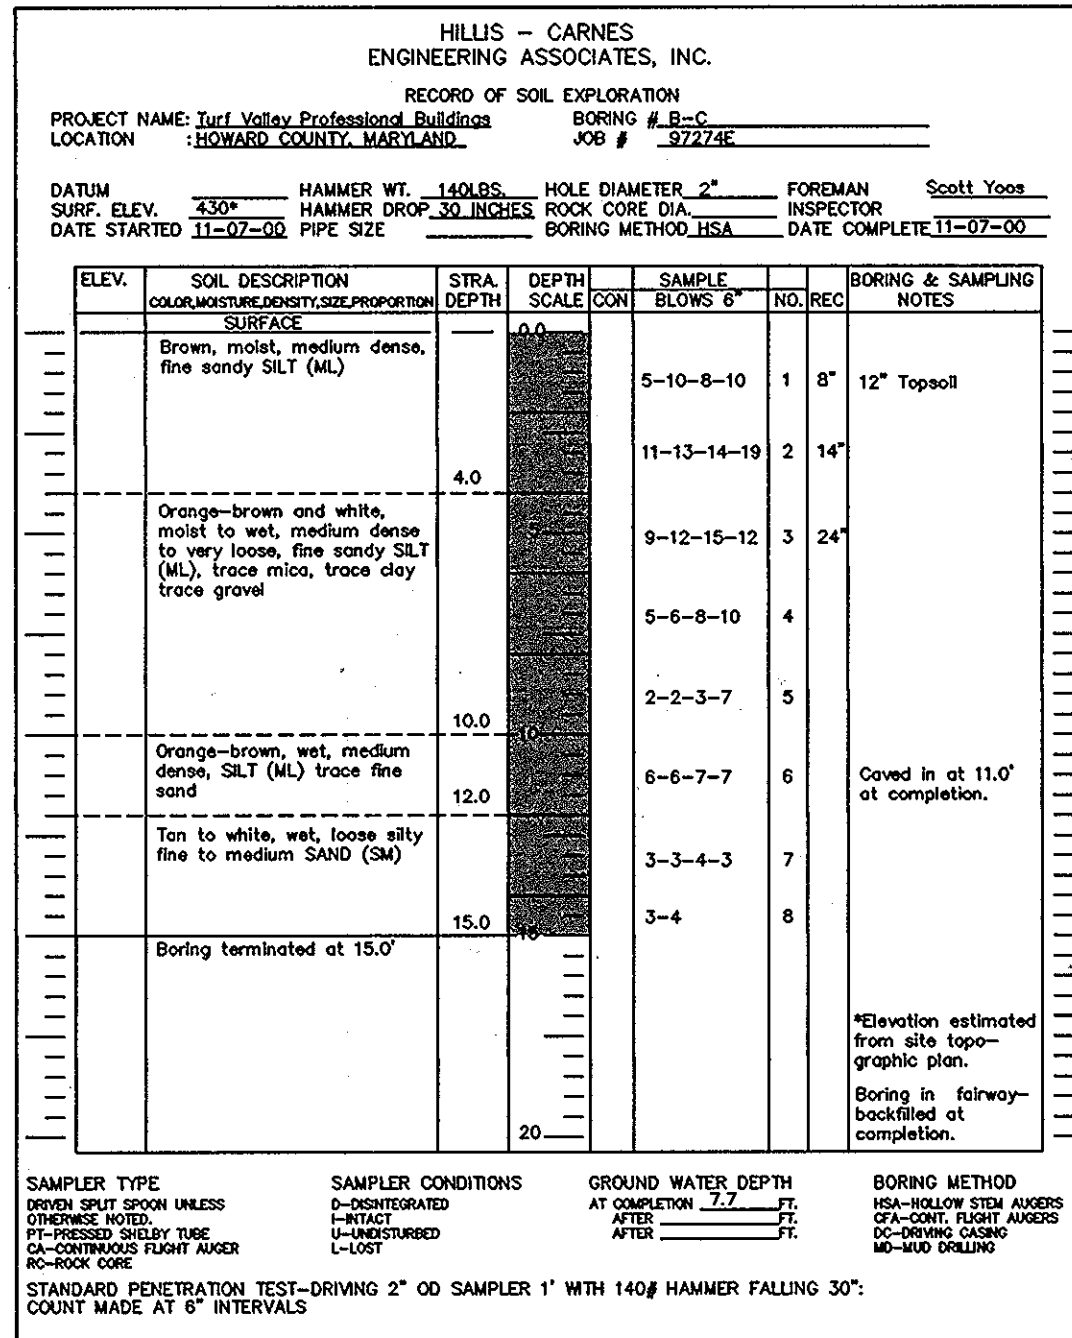 HILLIS - CARNES
ENGINEERING ASSOCIATES, INC.
RECORD OF SOIL EXPLORATION
PROJECT NAME: Turf Valley Professional Buildings BORING # B-C
LOCATION : HOWARD COUNTY, MARYLAND JOB # 97274E
DATUM HAMMER WT. 140LBS. HOLE DIAMETER 2" FOREMAN Scott Yoos
SURF. ELEV. 430* HAMMER DROP 30 INCHES ROCK CORE DIA. INSPECTOR
DATE STARTED 11-07-00 PIPE SIZE BORING METHOD HSA DATE COMPLETE 11-07-00
ELEV. SOIL DESCRIPTION STRA. DEPTH SAMPLE BORING & SAMPLING
COLOR,MOISTURE,DENSITY,SIZE,PROPORTION DEPTH SCALE CON BLOWS 6" NO. REC NOTES
SURFACE 0.0
Brown, moist, medium dense,
fine sandy SILT (ML)
5-10-8-10 1 8" 12" Topsoil
11-13-14-19 2 14"
4.0
Orange-brown and white,
moist to wet, medium dense 5 9-12-15-12 3 24"
to very loose, fine sandy SILT
(ML), trace mica, trace clay
trace gravel
5-6-8-10 4
2-2-3-7 5
10.0
10
Orange-brown, wet, medium
dense, SILT (ML) trace fine 6-6-7-7 6 Caved in at 11.0'
sand 12.0 at completion.
Tan to white, wet, loose silty
fine to medium SAND (SM) 3-3-4-3 7
15.0 3-4 8
15
Boring terminated at 15.0'
*Elevation estimated
from site topo-
graphic plan.
Boring in fairway-
backfilled at
20 completion.
SAMPLER TYPE SAMPLER CONDITIONS GROUND WATER DEPTH BORING METHOD
DRIVEN SPLIT SPOON UNLESS D-DISINTEGRATED AT COMPLETION 7.7 FT. HSA-HOLLOW STEM AUGERS
OTHERWISE NOTED. I-INTACT AFTER FT. CFA-CONT. FLIGHT AUGERS
PT-PRESSED SHELBY TUBE U-UNDISTURBED AFTER FT. DC-DRIVING CASING
CA-CONTINUOUS FLIGHT AUGER L-LOST MD-MUD DRILLING
RC-ROCK CORE
STANDARD PENETRATION TEST-DRIVING 2" OD SAMPLER 1' WITH 140# HAMMER FALLING 30":
COUNT MADE AT 6" INTERVALS